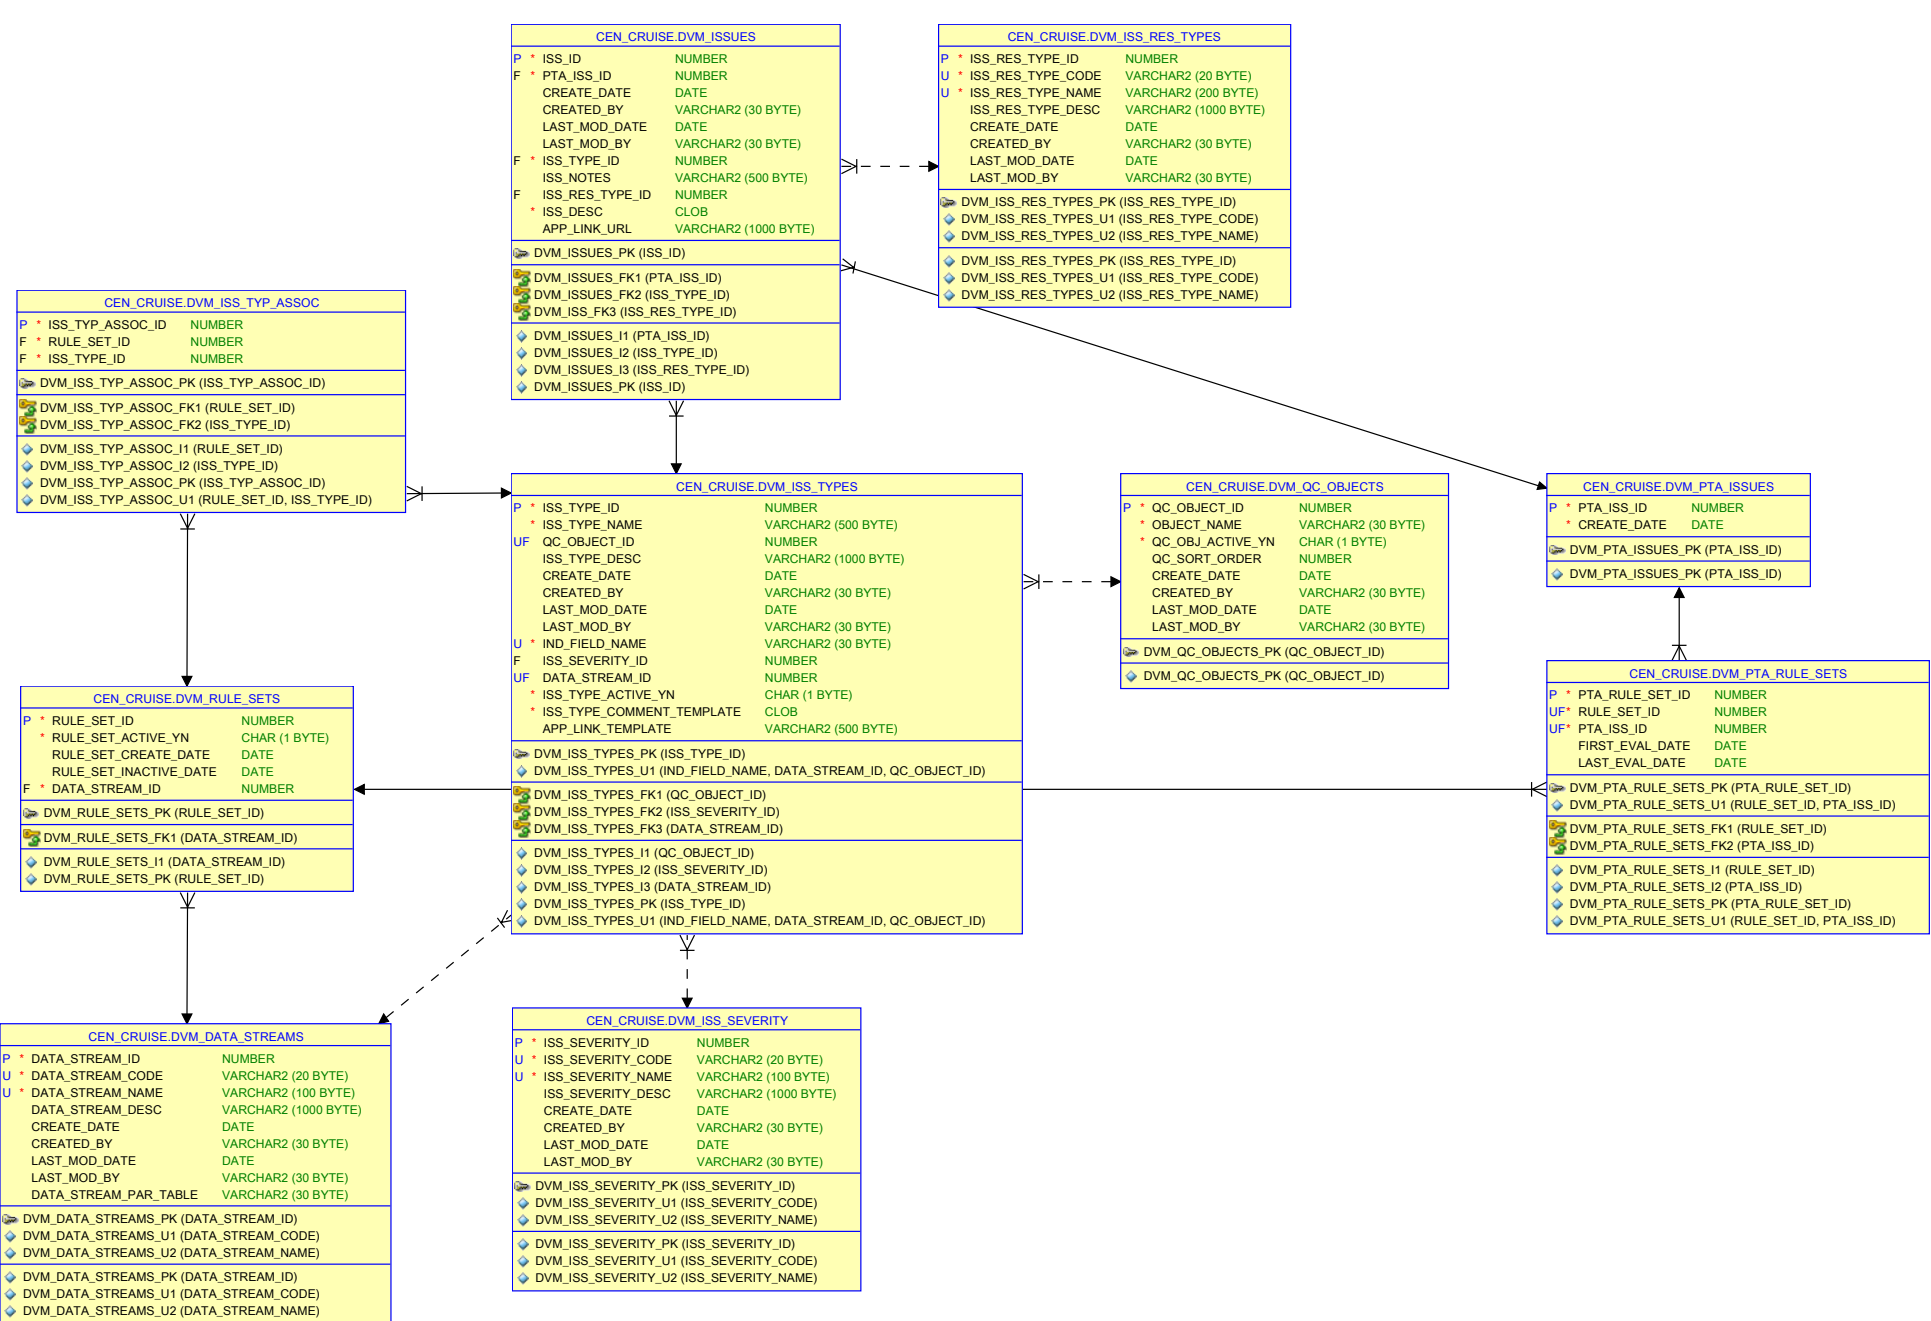 CEN_CRUISE.DVM_ISSUES
P * ISS_ID NUMBER
F * PTA_ISS_ID NUMBER
CREATE_DATE DATE
CREATED_BY VARCHAR2 (30 BYTE)
LAST_MOD_DATE DATE
LAST_MOD_BY VARCHAR2 (30 BYTE)
F * ISS_TYPE_ID NUMBER
ISS_NOTES VARCHAR2 (500 BYTE)
F ISS_RES_TYPE_ID NUMBER
* ISS_DESC CLOB
APP_LINK_URL VARCHAR2 (1000 BYTE)
DVM_ISSUES_PK (ISS_ID)
DVM_ISSUES_FK1 (PTA_ISS_ID)
DVM_ISSUES_FK2 (ISS_TYPE_ID)
DVM_ISS_FK3 (ISS_RES_TYPE_ID)
DVM_ISSUES_I1 (PTA_ISS_ID)
DVM_ISSUES_I2 (ISS_TYPE_ID)
DVM_ISSUES_I3 (ISS_RES_TYPE_ID)
DVM_ISSUES_PK (ISS_ID)
CEN_CRUISE.DVM_ISS_RES_TYPES
P * ISS_RES_TYPE_ID NUMBER
U * ISS_RES_TYPE_CODE VARCHAR2 (20 BYTE)
U * ISS_RES_TYPE_NAME VARCHAR2 (200 BYTE)
ISS_RES_TYPE_DESC VARCHAR2 (1000 BYTE)
CREATE_DATE DATE
CREATED_BY VARCHAR2 (30 BYTE)
LAST_MOD_DATE DATE
LAST_MOD_BY VARCHAR2 (30 BYTE)
DVM_ISS_RES_TYPES_PK (ISS_RES_TYPE_ID)
DVM_ISS_RES_TYPES_U1 (ISS_RES_TYPE_CODE)
DVM_ISS_RES_TYPES_U2 (ISS_RES_TYPE_NAME)
DVM_ISS_RES_TYPES_PK (ISS_RES_TYPE_ID)
DVM_ISS_RES_TYPES_U1 (ISS_RES_TYPE_CODE)
DVM_ISS_RES_TYPES_U2 (ISS_RES_TYPE_NAME)
CEN_CRUISE.DVM_ISS_TYP_ASSOC
P * ISS_TYP_ASSOC_ID NUMBER
F * RULE_SET_ID NUMBER
F * ISS_TYPE_ID NUMBER
DVM_ISS_TYP_ASSOC_PK (ISS_TYP_ASSOC_ID)
DVM_ISS_TYP_ASSOC_FK1 (RULE_SET_ID)
DVM_ISS_TYP_ASSOC_FK2 (ISS_TYPE_ID)
DVM_ISS_TYP_ASSOC_I1 (RULE_SET_ID)
DVM_ISS_TYP_ASSOC_I2 (ISS_TYPE_ID)
DVM_ISS_TYP_ASSOC_PK (ISS_TYP_ASSOC_ID)
DVM_ISS_TYP_ASSOC_U1 (RULE_SET_ID, ISS_TYPE_ID)
CEN_CRUISE.DVM_ISS_TYPES
P * ISS_TYPE_ID NUMBER
* ISS_TYPE_NAME VARCHAR2 (500 BYTE)
UF QC_OBJECT_ID NUMBER
ISS_TYPE_DESC VARCHAR2 (1000 BYTE)
CREATE_DATE DATE
CREATED_BY VARCHAR2 (30 BYTE)
LAST_MOD_DATE DATE
LAST_MOD_BY VARCHAR2 (30 BYTE)
U * IND_FIELD_NAME VARCHAR2 (30 BYTE)
F ISS_SEVERITY_ID NUMBER
UF DATA_STREAM_ID NUMBER
* ISS_TYPE_ACTIVE_YN CHAR (1 BYTE)
* ISS_TYPE_COMMENT_TEMPLATE CLOB
APP_LINK_TEMPLATE VARCHAR2 (500 BYTE)
DVM_ISS_TYPES_PK (ISS_TYPE_ID)
DVM_ISS_TYPES_U1 (IND_FIELD_NAME, DATA_STREAM_ID, QC_OBJECT_ID)
DVM_ISS_TYPES_FK1 (QC_OBJECT_ID)
DVM_ISS_TYPES_FK2 (ISS_SEVERITY_ID)
DVM_ISS_TYPES_FK3 (DATA_STREAM_ID)
DVM_ISS_TYPES_I1 (QC_OBJECT_ID)
DVM_ISS_TYPES_I2 (ISS_SEVERITY_ID)
DVM_ISS_TYPES_I3 (DATA_STREAM_ID)
DVM_ISS_TYPES_PK (ISS_TYPE_ID)
DVM_ISS_TYPES_U1 (IND_FIELD_NAME, DATA_STREAM_ID, QC_OBJECT_ID)
CEN_CRUISE.DVM_QC_OBJECTS
P * QC_OBJECT_ID NUMBER
* OBJECT_NAME VARCHAR2 (30 BYTE)
* QC_OBJ_ACTIVE_YN CHAR (1 BYTE)
QC_SORT_ORDER NUMBER
CREATE_DATE DATE
CREATED_BY VARCHAR2 (30 BYTE)
LAST_MOD_DATE DATE
LAST_MOD_BY VARCHAR2 (30 BYTE)
DVM_QC_OBJECTS_PK (QC_OBJECT_ID)
DVM_QC_OBJECTS_PK (QC_OBJECT_ID)
CEN_CRUISE.DVM_PTA_ISSUES
P * PTA_ISS_ID NUMBER
* CREATE_DATE DATE
DVM_PTA_ISSUES_PK (PTA_ISS_ID)
DVM_PTA_ISSUES_PK (PTA_ISS_ID)
CEN_CRUISE.DVM_RULE_SETS
P * RULE_SET_ID NUMBER
* RULE_SET_ACTIVE_YN CHAR (1 BYTE)
RULE_SET_CREATE_DATE DATE
RULE_SET_INACTIVE_DATE DATE
F * DATA_STREAM_ID NUMBER
DVM_RULE_SETS_PK (RULE_SET_ID)
DVM_RULE_SETS_FK1 (DATA_STREAM_ID)
DVM_RULE_SETS_I1 (DATA_STREAM_ID)
DVM_RULE_SETS_PK (RULE_SET_ID)
CEN_CRUISE.DVM_PTA_RULE_SETS
P * PTA_RULE_SET_ID NUMBER
UF* RULE_SET_ID NUMBER
UF* PTA_ISS_ID NUMBER
FIRST_EVAL_DATE DATE
LAST_EVAL_DATE DATE
DVM_PTA_RULE_SETS_PK (PTA_RULE_SET_ID)
DVM_PTA_RULE_SETS_U1 (RULE_SET_ID, PTA_ISS_ID)
DVM_PTA_RULE_SETS_FK1 (RULE_SET_ID)
DVM_PTA_RULE_SETS_FK2 (PTA_ISS_ID)
DVM_PTA_RULE_SETS_I1 (RULE_SET_ID)
DVM_PTA_RULE_SETS_I2 (PTA_ISS_ID)
DVM_PTA_RULE_SETS_PK (PTA_RULE_SET_ID)
DVM_PTA_RULE_SETS_U1 (RULE_SET_ID, PTA_ISS_ID)
CEN_CRUISE.DVM_DATA_STREAMS
P * DATA_STREAM_ID NUMBER
U * DATA_STREAM_CODE VARCHAR2 (20 BYTE)
U * DATA_STREAM_NAME VARCHAR2 (100 BYTE)
DATA_STREAM_DESC VARCHAR2 (1000 BYTE)
CREATE_DATE DATE
CREATED_BY VARCHAR2 (30 BYTE)
LAST_MOD_DATE DATE
LAST_MOD_BY VARCHAR2 (30 BYTE)
DATA_STREAM_PAR_TABLE VARCHAR2 (30 BYTE)
DVM_DATA_STREAMS_PK (DATA_STREAM_ID)
DVM_DATA_STREAMS_U1 (DATA_STREAM_CODE)
DVM_DATA_STREAMS_U2 (DATA_STREAM_NAME)
DVM_DATA_STREAMS_PK (DATA_STREAM_ID)
DVM_DATA_STREAMS_U1 (DATA_STREAM_CODE)
DVM_DATA_STREAMS_U2 (DATA_STREAM_NAME)
CEN_CRUISE.DVM_ISS_SEVERITY
P * ISS_SEVERITY_ID NUMBER
U * ISS_SEVERITY_CODE VARCHAR2 (20 BYTE)
U * ISS_SEVERITY_NAME VARCHAR2 (100 BYTE)
ISS_SEVERITY_DESC VARCHAR2 (1000 BYTE)
CREATE_DATE DATE
CREATED_BY VARCHAR2 (30 BYTE)
LAST_MOD_DATE DATE
LAST_MOD_BY VARCHAR2 (30 BYTE)
DVM_ISS_SEVERITY_PK (ISS_SEVERITY_ID)
DVM_ISS_SEVERITY_U1 (ISS_SEVERITY_CODE)
DVM_ISS_SEVERITY_U2 (ISS_SEVERITY_NAME)
DVM_ISS_SEVERITY_PK (ISS_SEVERITY_ID)
DVM_ISS_SEVERITY_U1 (ISS_SEVERITY_CODE)
DVM_ISS_SEVERITY_U2 (ISS_SEVERITY_NAME)